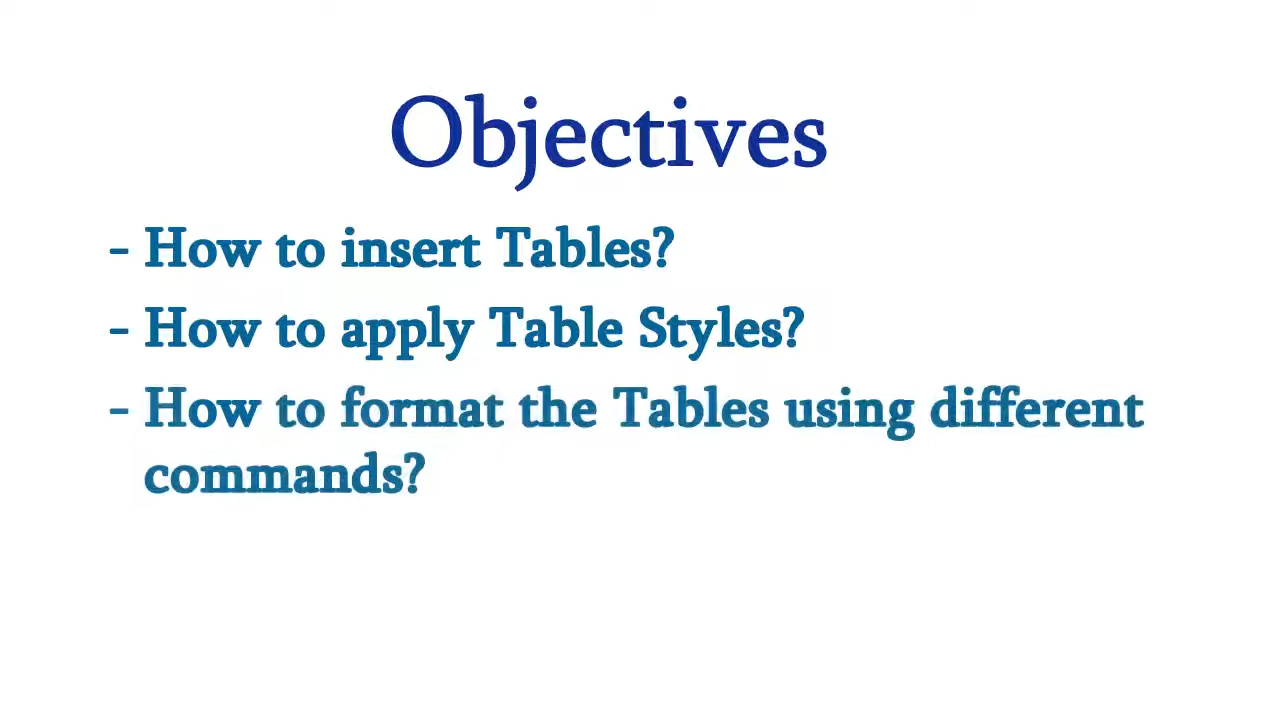 Objectives
- How to insert Tables?
- How to apply Table Styles?
- How to format the Tables using different
commands?